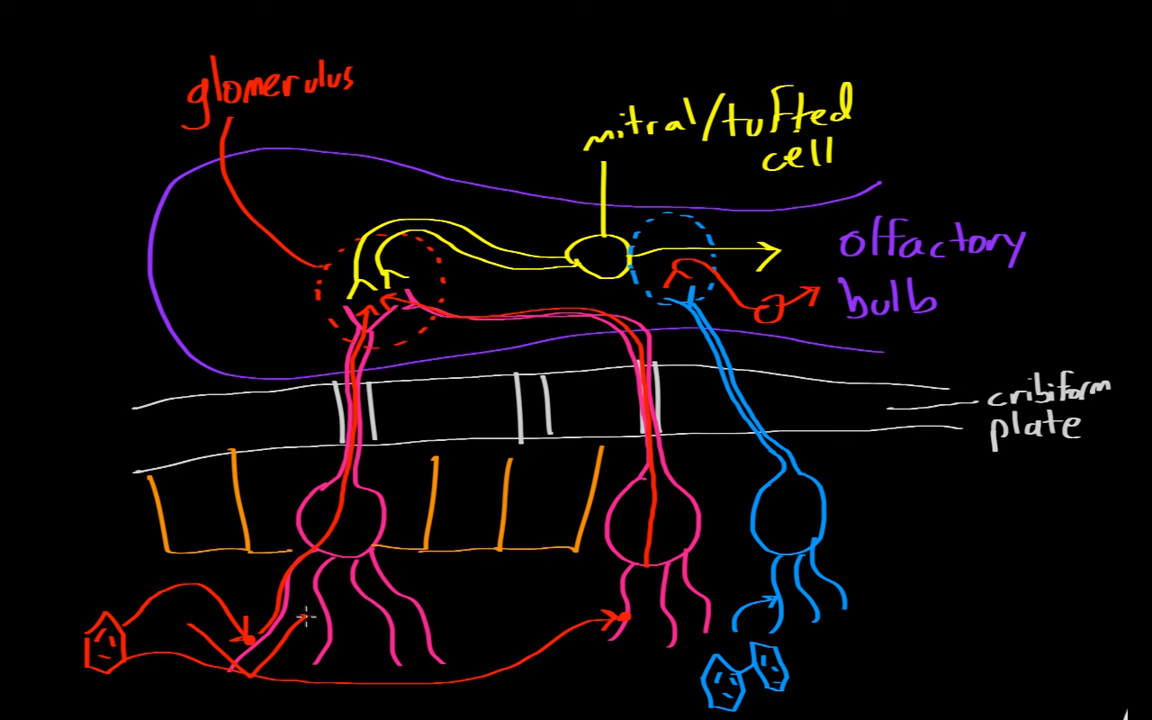 glomerulus
mitral/tufted
cell
olfactory
bulb
cribiform
plate